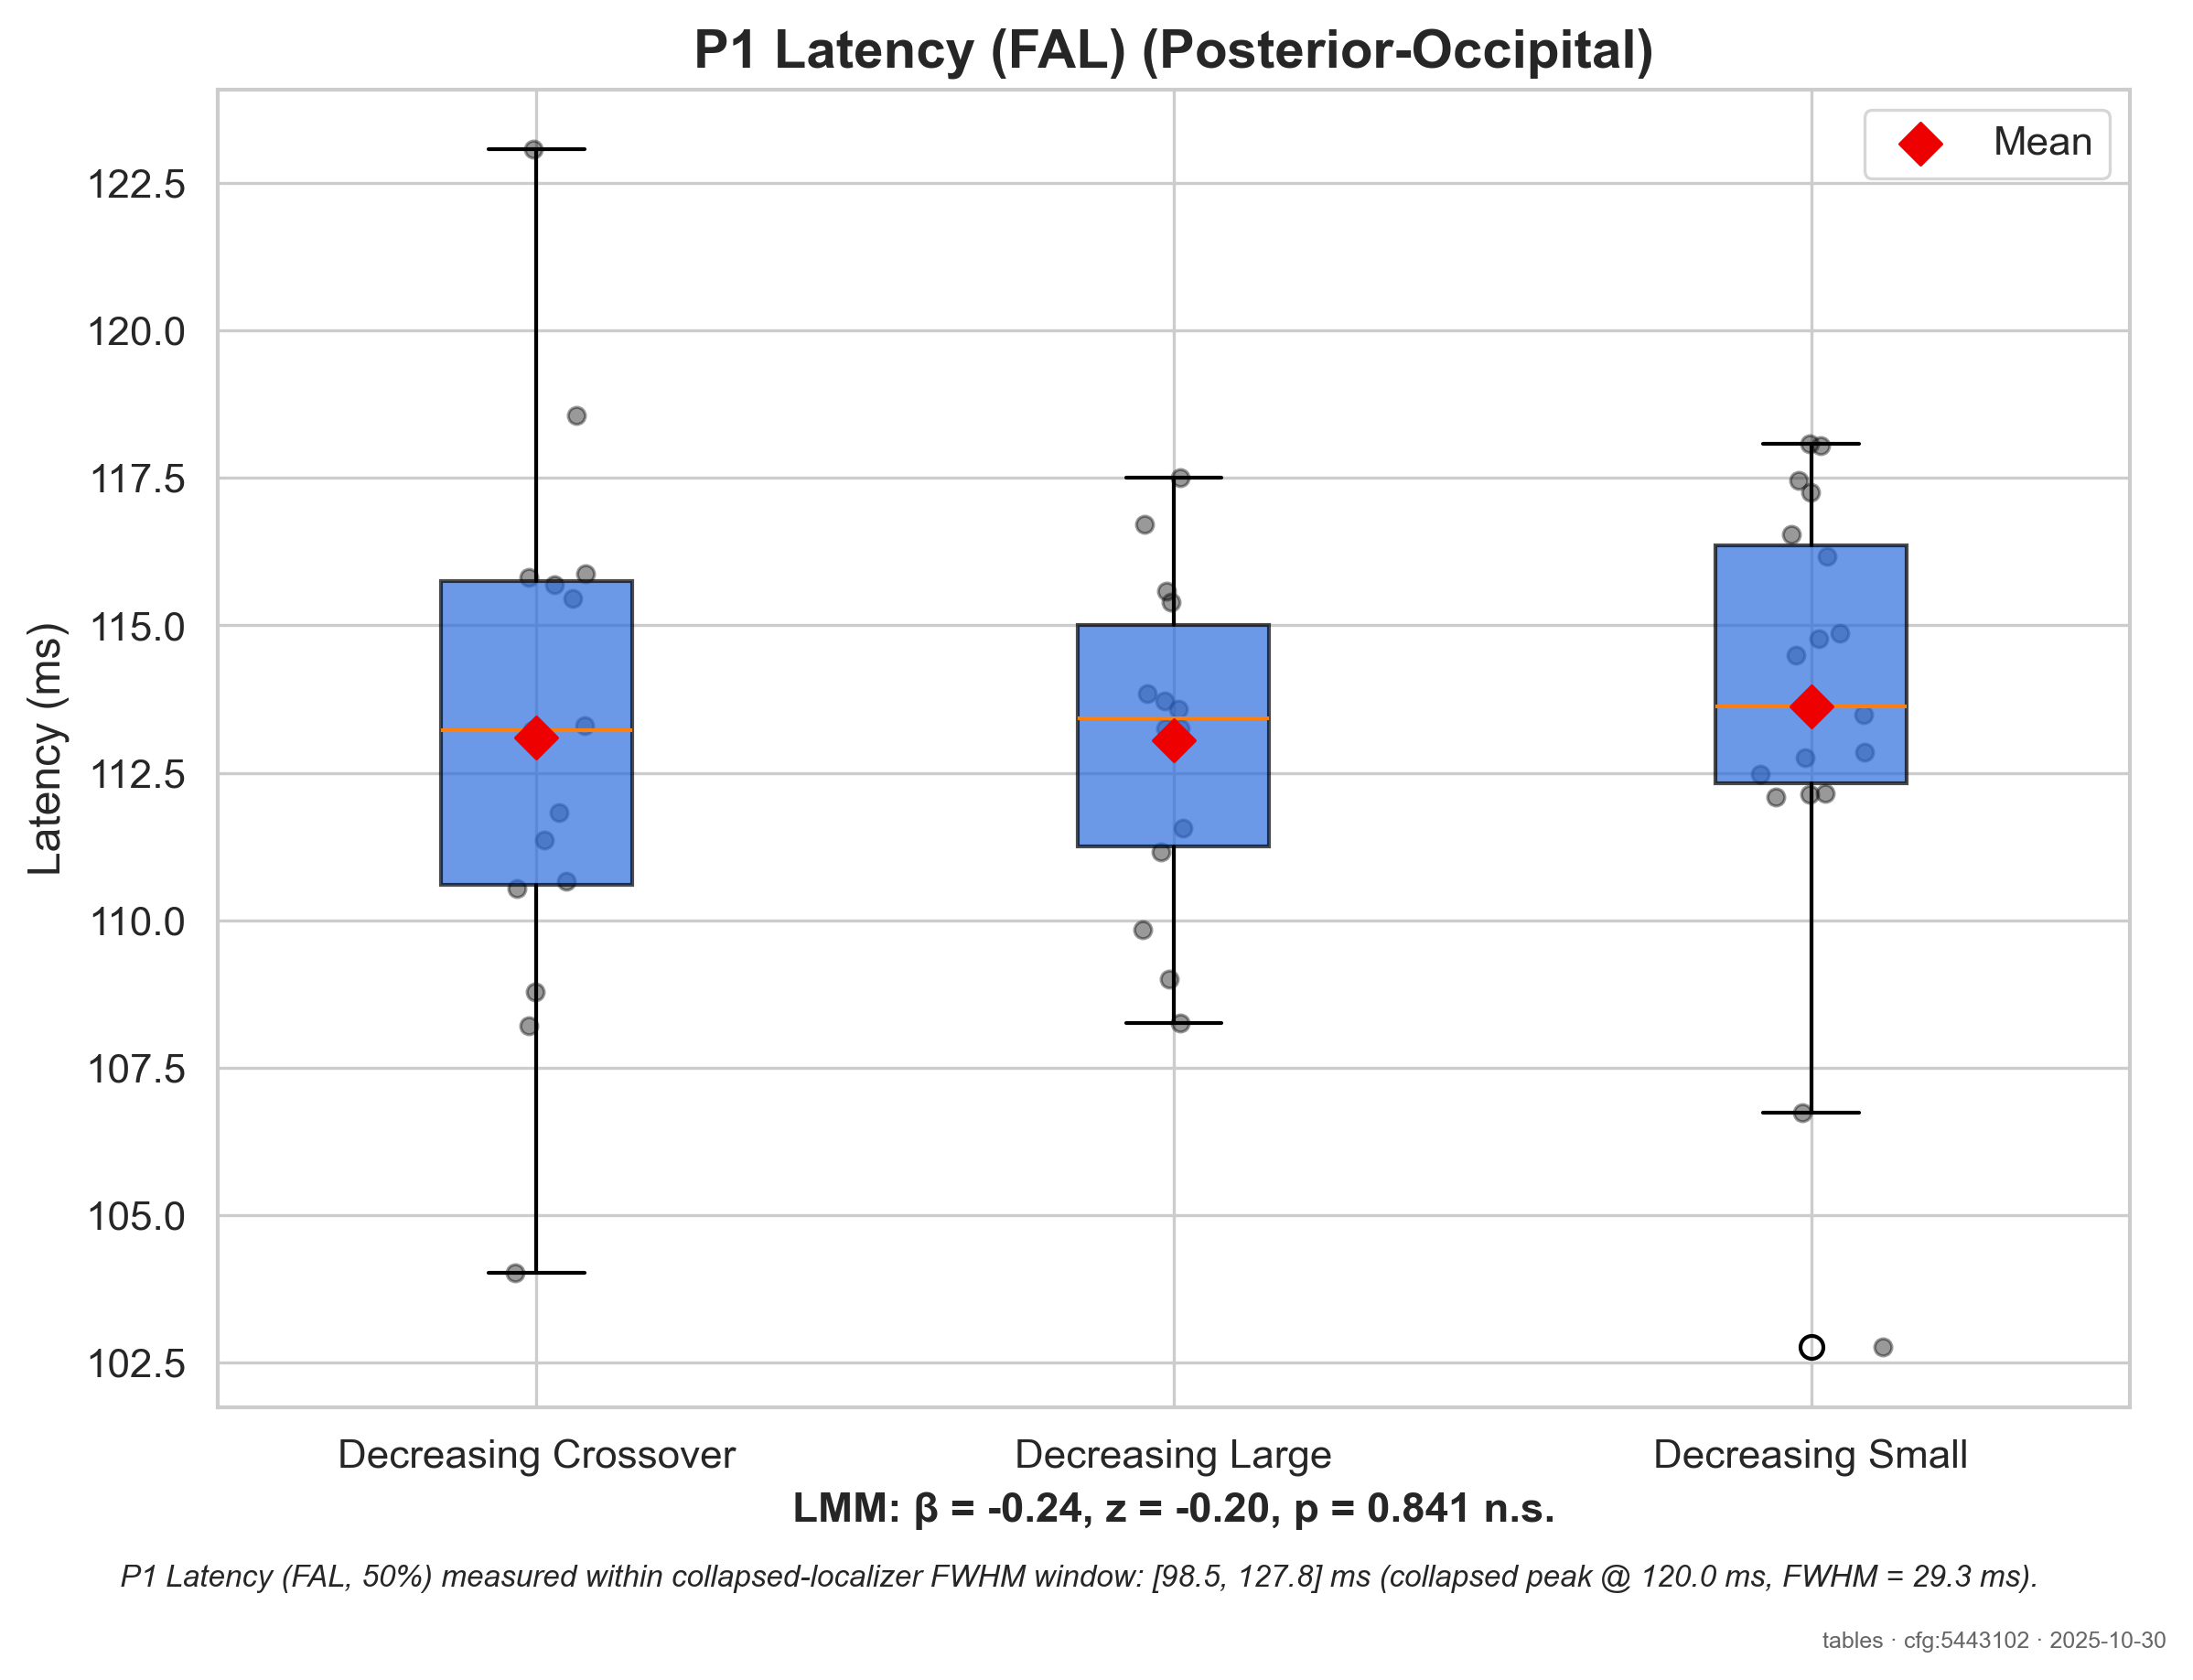 P1 Latency (FAL) (Posterior-Occipital)
Mean
Latency (ms)
122.5
120.0
117.5
115.0
112.5
110.0
107.5
105.0
102.5
Decreasing Crossover
Decreasing Large
Decreasing Small
LMM: β = -0.24, z = -0.20, p = 0.841 n.s.
P1 Latency (FAL, 50%) measured within collapsed-localizer FWHM window: [98.5, 127.8] ms (collapsed peak @ 120.0 ms, FWHM = 29.3 ms).
tables · cfg:5443102 · 2025-10-30